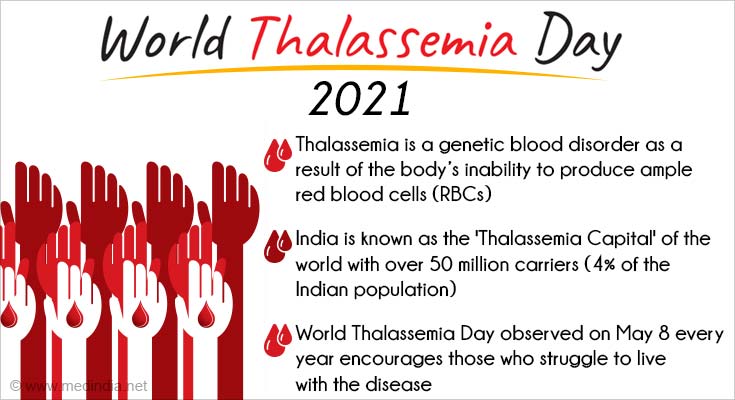 World Thalassemia Day
2021
Thalassemia is a genetic blood disorder as a
result of the body's inability to produce ample
red blood cells (RBCs)
India is known as the 'Thalassemia Capital' of the
world with over 50 million carriers (4% of the
Indian population)
World Thalassemia Day observed on May 8 every
year encourages those who struggle to live
with the disease
© www.medindia.net